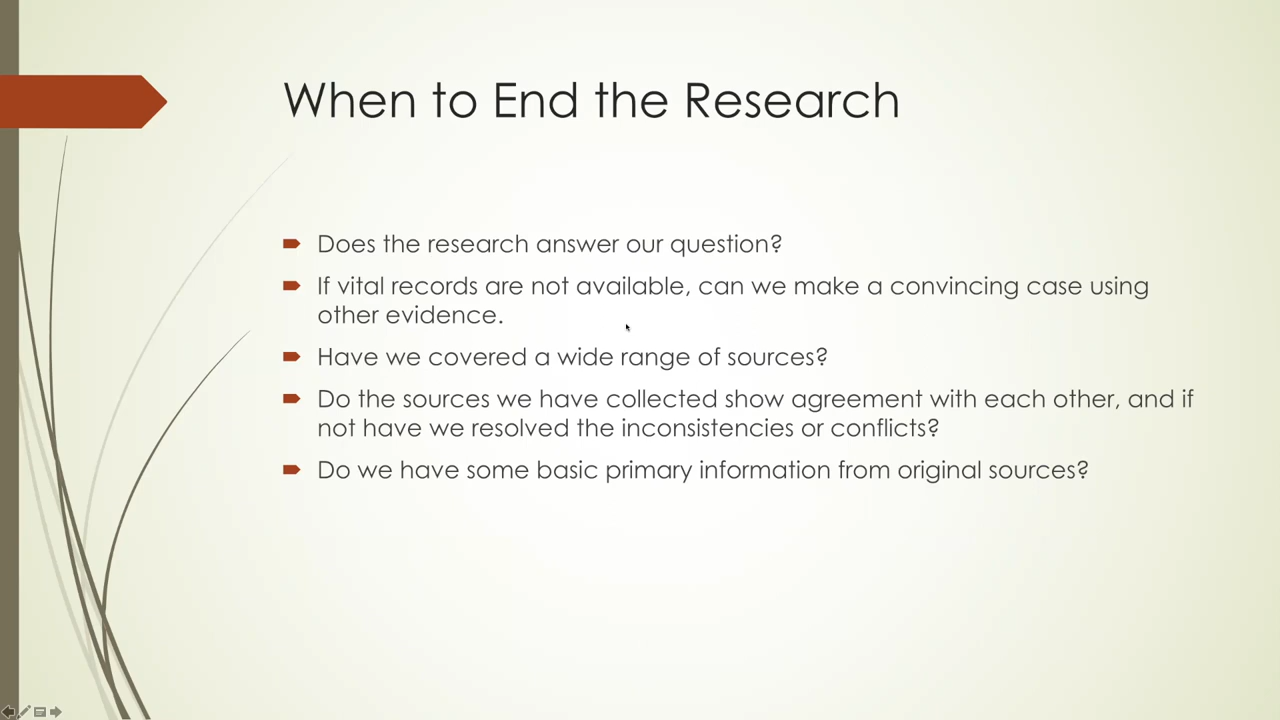 When to End the Research
Does the research answer our question?
If vital records are not available, can we make a convincing case using
other evidence.
Have we covered a wide range of sources?
Do the sources we have collected show agreement with each other, and if
not have we resolved the inconsistencies or conflicts?
Do we have some basic primary information from original sources?